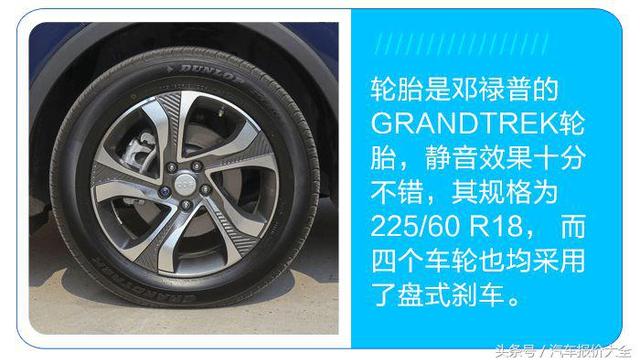 DUNLOP
GRANDTREK
轮胎是邓禄普的
GRANDTREK轮
胎，静音效果十分
不错，其规格为
225/60 R18， 而
四个车轮也均采用
了盘式刹车。
头条号／汽车报价大全